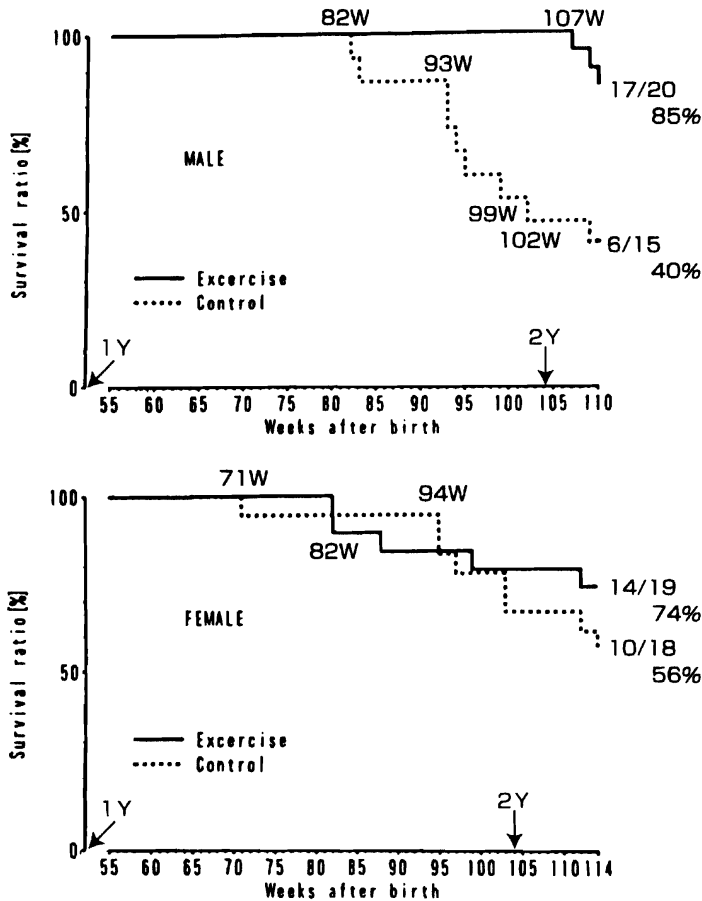 82W
107W
100
93W
17/20
85%
MALE
Survival ratio[%]
50
99W
102W
6/15
40%
Excercise
Control
1Y
2Y
0
55 60 65 70 75 80 85 90 95 100 105 110
Weeks after birth
71W
94W
100
82W
14/19
74%
FEMALE
10/18
56%
Survival ratio[%]
50
Excercise
Control
1Y
2Y
0
55 60 65 70 75 80 85 90 95 100 105 110 114
Weeks after birth